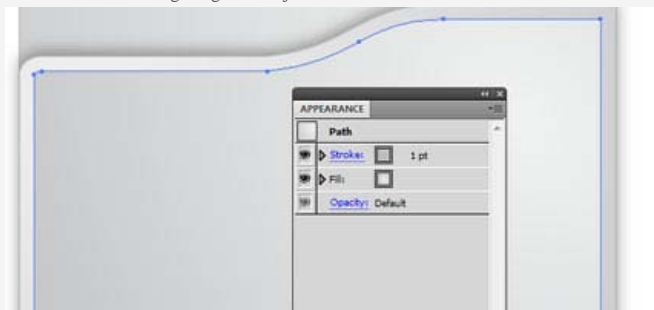 APPEARANCE
Path
Stroke: 1 pt
Fill:
Opacity: Default